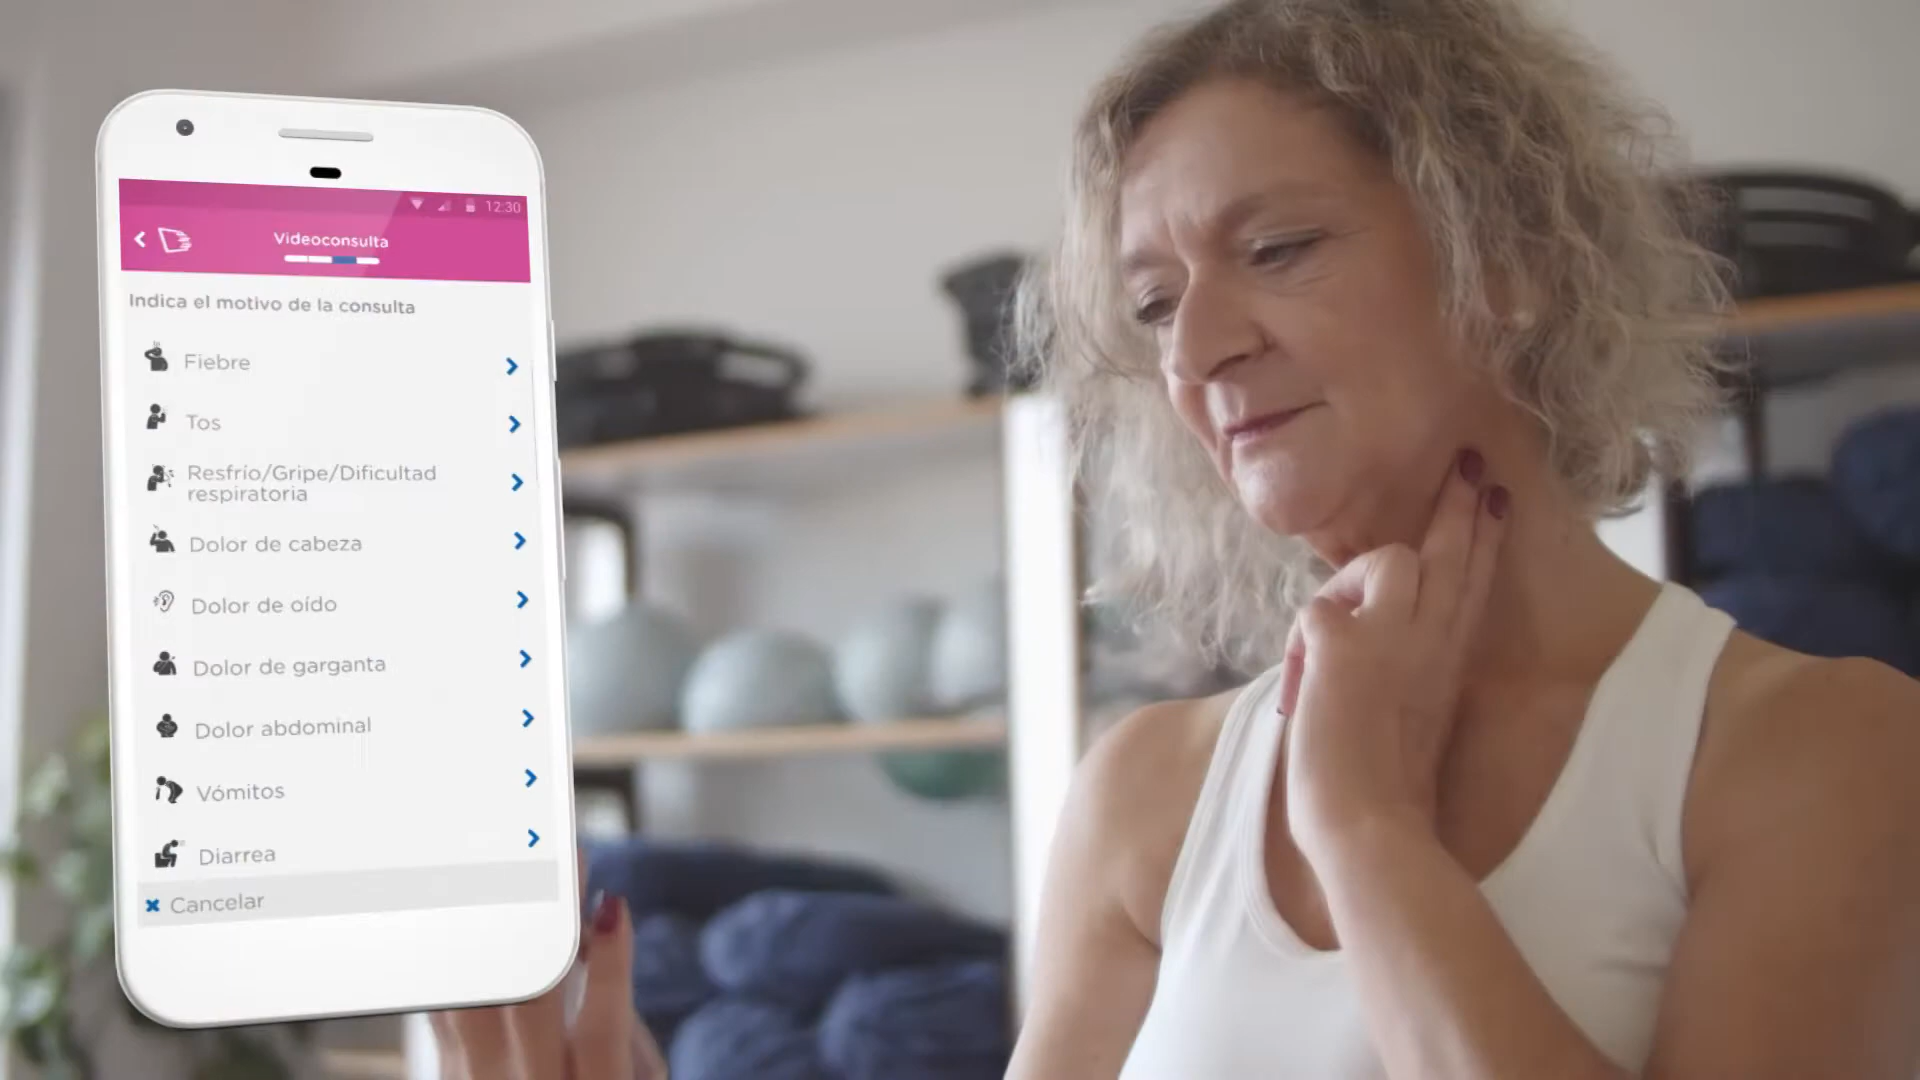 12:30
Videoconsulta
Indica el motivo de la consulta
Fiebre
Tos
Resfrío/Gripe/Dificultad
respiratoria
Dolor de cabeza
Dolor de oído
Dolor de garganta
Dolor abdominal
Vómitos
Diarrea
Cancelar